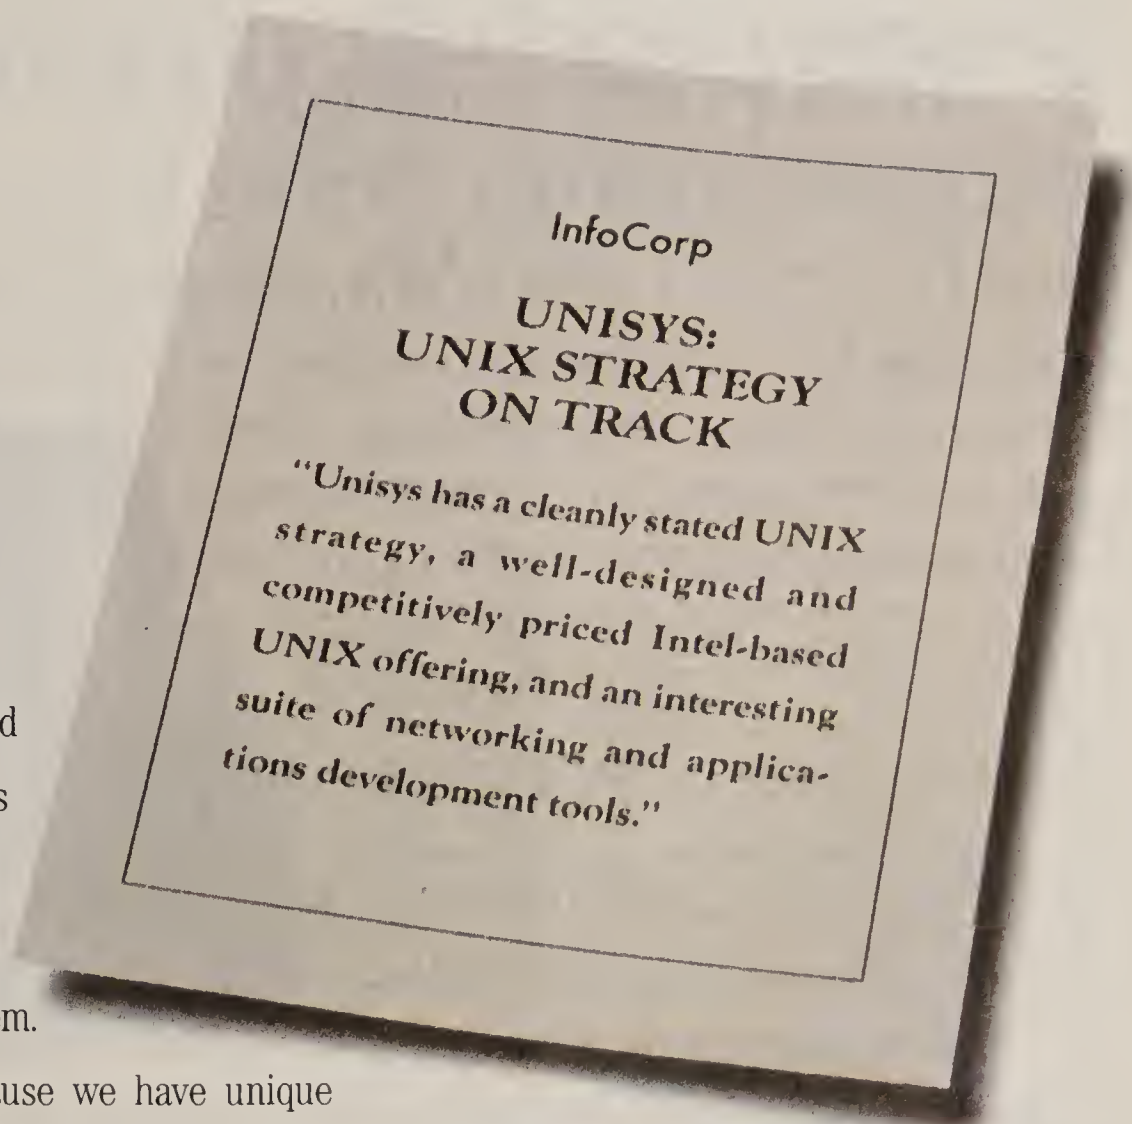 InfoCorp
UNISYS:
UNIX STRATEGY
ON TRACK
“Unisys has a cleanly stated UNIX
strategy, a well-designed and
competitively priced Intel-based
UNIX offering, and an interesting
suite of networking and applica-
tions development tools.”
we have unique